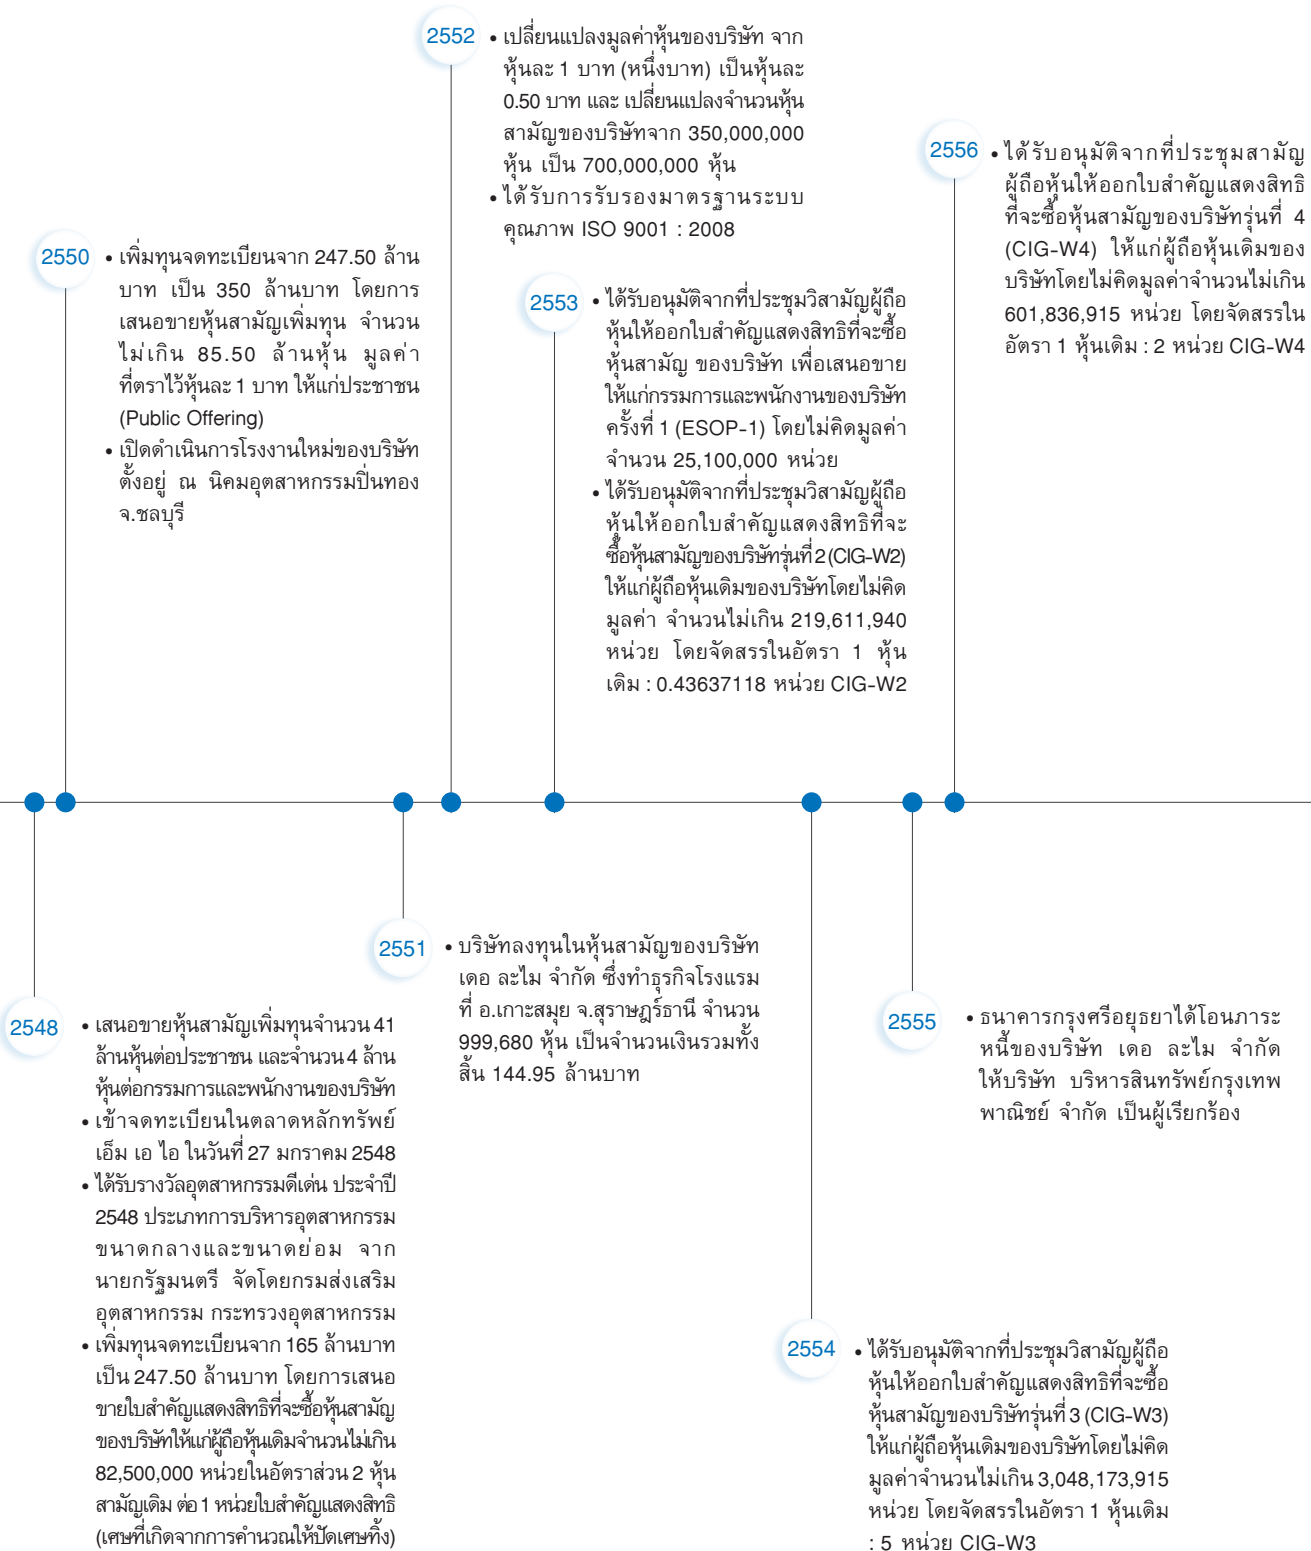 2552
• เปลี่ยนแปลงมูลค่าหุ้นของบริษัท จาก
หุ้นละ 1 บาท (หนึ่งบาท) เป็นหุ้นละ
0.50 บาท และ เปลี่ยนแปลงจำนวนหุ้น
สามัญของบริษัทจาก 350,000,000
หุ้น เป็น 700,000,000 หุ้น
• ได้รับการรับรองมาตรฐานระบบ
คุณภาพ ISO 9001 : 2008
2556
• ได้รับอนุมัติจากที่ประชุมสามัญ
ผู้ถือหุ้นให้ออกใบสำคัญแสดงสิทธิ
ที่จะซื้อหุ้นสามัญของบริษัทรุ่นที่ 4
(CIG-W4) ให้แก่ผู้ถือหุ้นเดิมของ
บริษัทโดยไม่คิดมูลค่าจำนวนไม่เกิน
601,836,915 หน่วย โดยจัดสรรใน
อัตรา 1 หุ้นเดิม : 2 หน่วย CIG-W4
2550
• เพิ่มทุนจดทะเบียนจาก 247.50 ล้าน
บาท เป็น 350 ล้านบาท โดยการ
เสนอขายหุ้นสามัญเพิ่มทุน จำนวน
ไม่เกิน 85.50 ล้านหุ้น มูลค่า
ที่ตราไว้หุ้นละ 1 บาท ให้แก่ประชาชน
(Public Offering)
• เปิดดำเนินการโรงงานใหม่ของบริษัท
ตั้งอยู่ ณ นิคมอุตสาหกรรมปิ่นทอง
จ.ชลบุรี
2553
• ได้รับอนุมัติจากที่ประชุมวิสามัญผู้ถือ
หุ้นให้ออกใบสำคัญแสดงสิทธิที่จะซื้อ
หุ้นสามัญ ของบริษัท เพื่อเสนอขาย
ให้แก่กรรมการและพนักงานของบริษัท
ครั้งที่ 1 (ESOP-1) โดยไม่คิดมูลค่า
จำนวน 25,100,000 หน่วย
• ได้รับอนุมัติจากที่ประชุมวิสามัญผู้ถือ
หุ้นให้ออกใบสำคัญแสดงสิทธิที่จะ
ซื้อหุ้นสามัญของบริษัทรุ่นที่ 2 (CIG-W2)
ให้แก่ผู้ถือหุ้นเดิมของบริษัทโดยไม่คิด
มูลค่า จำนวนไม่เกิน 219,611,940
หน่วย โดยจัดสรรในอัตรา 1 หุ้น
เดิม : 0.43637118 หน่วย CIG-W2
2548
• เสนอขายหุ้นสามัญเพิ่มทุนจำนวน 41
ล้านหุ้นต่อประชาชน และจำนวน 4 ล้าน
หุ้นต่อกรรมการและพนักงานของบริษัท
• เข้าจดทะเบียนในตลาดหลักทรัพย์
เอ็ม เอ ไอ ในวันที่ 27 มกราคม 2548
• ได้รับรางวัลอุตสาหกรรมดีเด่น ประจำปี
2548 ประเภทการบริหารอุตสาหกรรม
ขนาดกลางและขนาดย่อม จาก
นายกรัฐมนตรี จัดโดยกรมส่งเสริม
อุตสาหกรรม กระทรวงอุตสาหกรรม
• เพิ่มทุนจดทะเบียนจาก 165 ล้านบาท
เป็น 247.50 ล้านบาท โดยการเสนอ
ขายใบสำคัญแสดงสิทธิที่จะซื้อหุ้นสามัญ
ของบริษัทให้แก่ผู้ถือหุ้นเดิมจำนวนไม่เกิน
82,500,000 หน่วยในอัตราส่วน 2 หุ้น
สามัญเดิม ต่อ 1 หน่วยใบสำคัญแสดงสิทธิ
(เศษที่เกิดจากการคำนวณให้ปัดเศษทิ้ง)
2551
• บริษัทลงทุนในหุ้นสามัญของบริษัท
เดอ ละไม จำกัด ซึ่งทำธุรกิจโรงแรม
ที่ อ.เกาะสมุย จ.สุราษฎร์ธานี จำนวน
999,680 หุ้น เป็นจำนวนเงินรวมทั้ง
สิ้น 144.95 ล้านบาท
2555
• ธนาคารกรุงศรีอยุธยาได้โอนภาระ
หนี้ของบริษัท เดอ ละไม จำกัด
ให้บริษัท บริหารสินทรัพย์กรุงเทพ
พาณิชย์ จำกัด เป็นผู้เรียกร้อง
2554
• ได้รับอนุมัติจากที่ประชุมวิสามัญผู้ถือ
หุ้นให้ออกใบสำคัญแสดงสิทธิที่จะซื้อ
หุ้นสามัญของบริษัทรุ่นที่ 3 (CIG-W3)
ให้แก่ผู้ถือหุ้นเดิมของบริษัทโดยไม่คิด
มูลค่าจำนวนไม่เกิน 3,048,173,915
หน่วย โดยจัดสรรในอัตรา 1 หุ้นเดิม
: 5 หน่วย CIG-W3